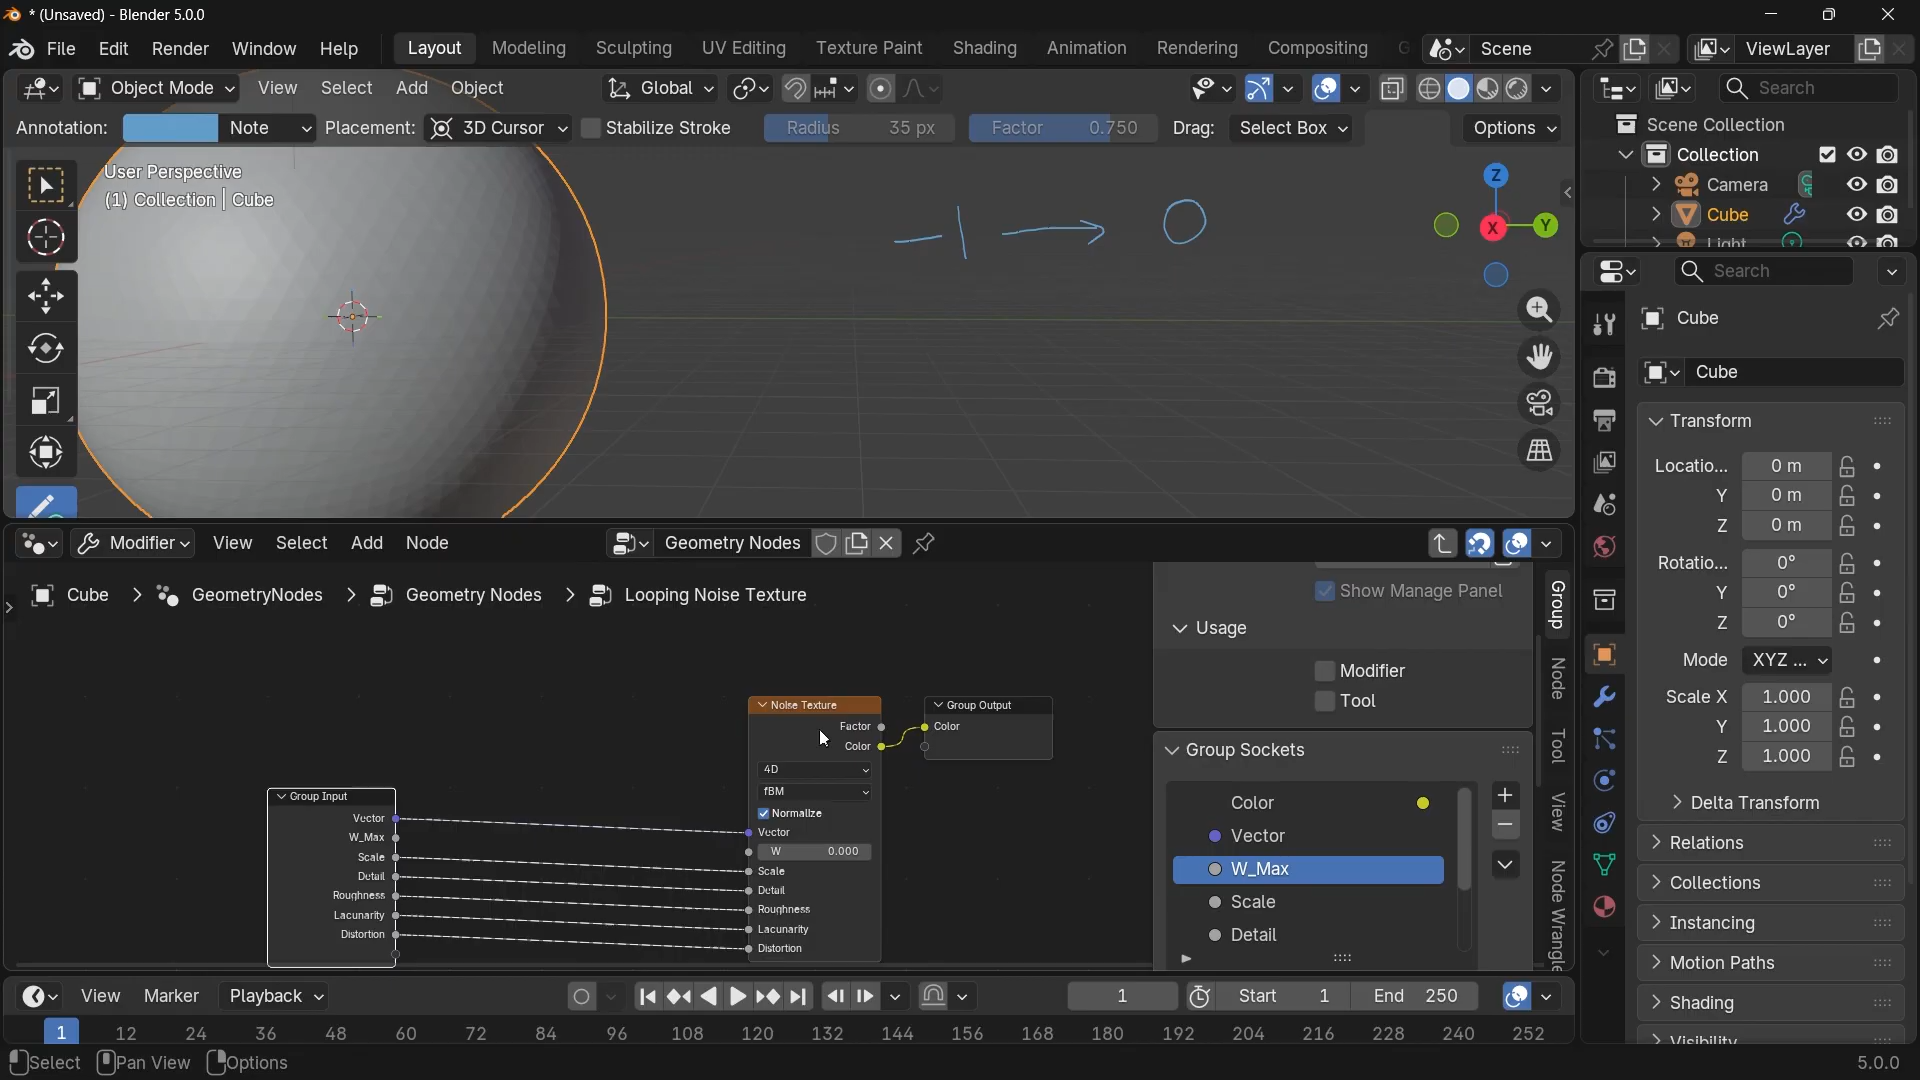 * (Unsaved) - Blender 5.0.0
File Edit Render Window Help Layout Modeling Sculpting UV Editing Texture Paint Shading Animation Rendering Compositing Scene ViewLayer
Object Mode View Select Add Object Global Search
Annotation: Note Placement: 3D Cursor Stabilize Stroke Radius 35 px Factor 0.750 Drag: Select Box Options
Scene Collection
Collection
User Perspective
Camera
(1) Collection | Cube
Cube
Light
-1 → 0
Z
Y
X
Search
Cube
Cube
Transform
Locatio... 0 m
Y 0 m
Z 0 m
Rotatio... 0°
Y 0°
Z 0°
Mode XYZ ...
Scale X 1.000
Y 1.000
Z 1.000
Delta Transform
Relations
Collections
Instancing
Motion Paths
Shading
Visibility
Modifier View Select Add Node Geometry Nodes
Cube > GeometryNodes > Geometry Nodes > Looping Noise Texture
Show Manage Panel
Usage
Modifier
Tool
Group Sockets
Color
Vector
W_Max
Scale
Detail
Group
Node
Tool
View
Node Wrangle
Noise Texture
Factor
Color
4D
fBM
Normalize
Vector
W 0.000
Scale
Detail
Roughness
Lacunarity
Distortion
Group Output
Color
Group Input
Vector
W_Max
Scale
Detail
Roughness
Lacunarity
Distortion
View Marker Playback 1 Start 1 End 250
1 12 24 36 48 60 72 84 96 108 120 132 144 156 168 180 192 204 216 228 240 252
Select Pan View Options 5.0.0